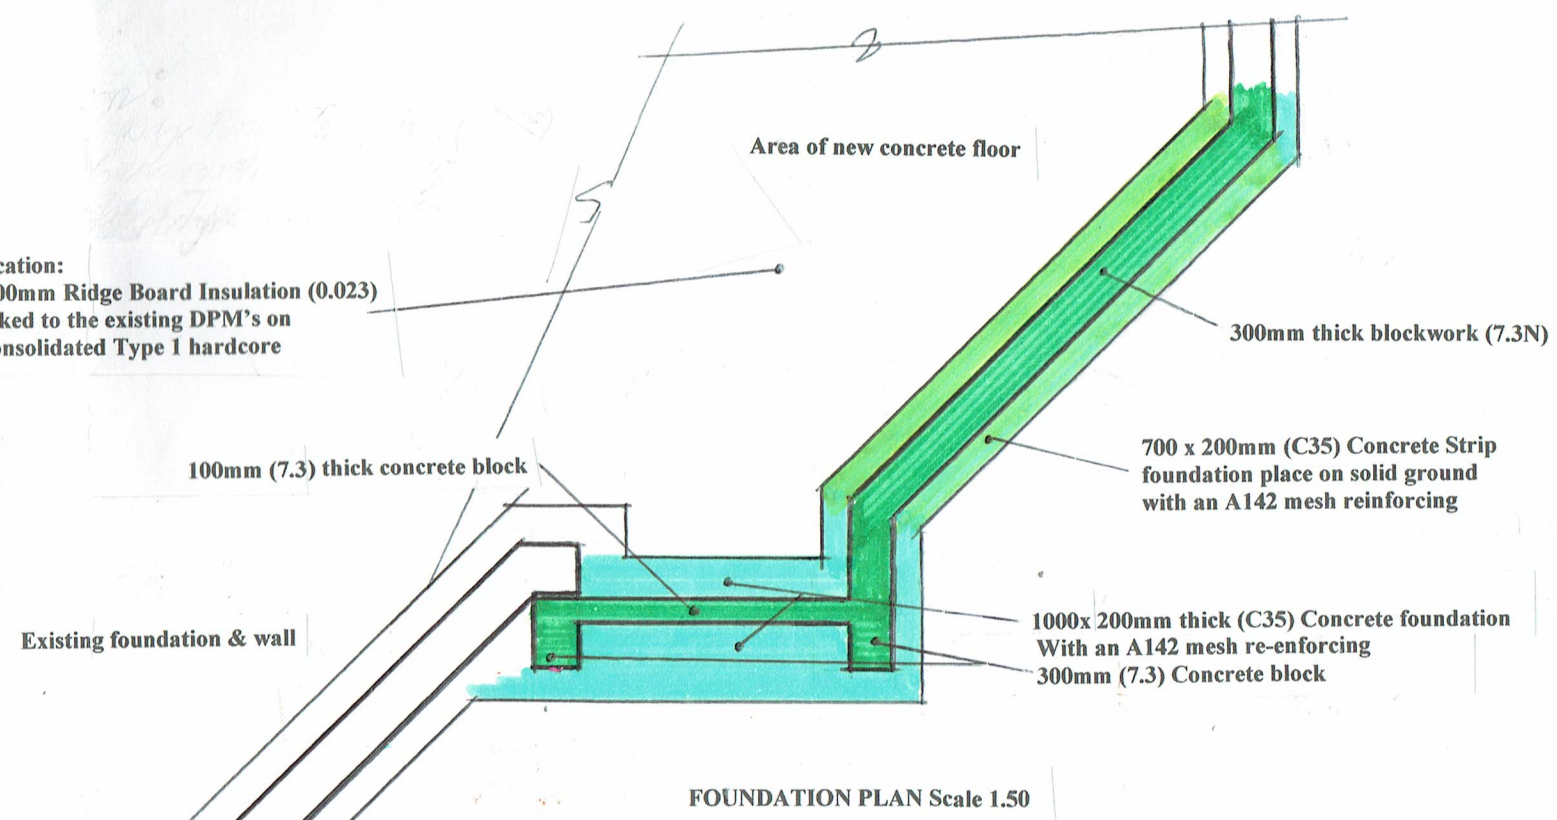 Area of new concrete floor
cation:
00mm Ridge Board Insulation (0.023)
ked to the existing DPM's on
onsolidated Type 1 hardcore
300mm thick blockwork (7.3N)
700 x 200mm (C35) Concrete Strip
foundation place on solid ground
with an A142 mesh reinforcing
100mm (7.3) thick concrete block
Existing foundation & wall
1000x 200mm thick (C35) Concrete foundation
With an A142 mesh re-enforcing
300mm (7.3) Concrete block
FOUNDATION PLAN Scale 1.50